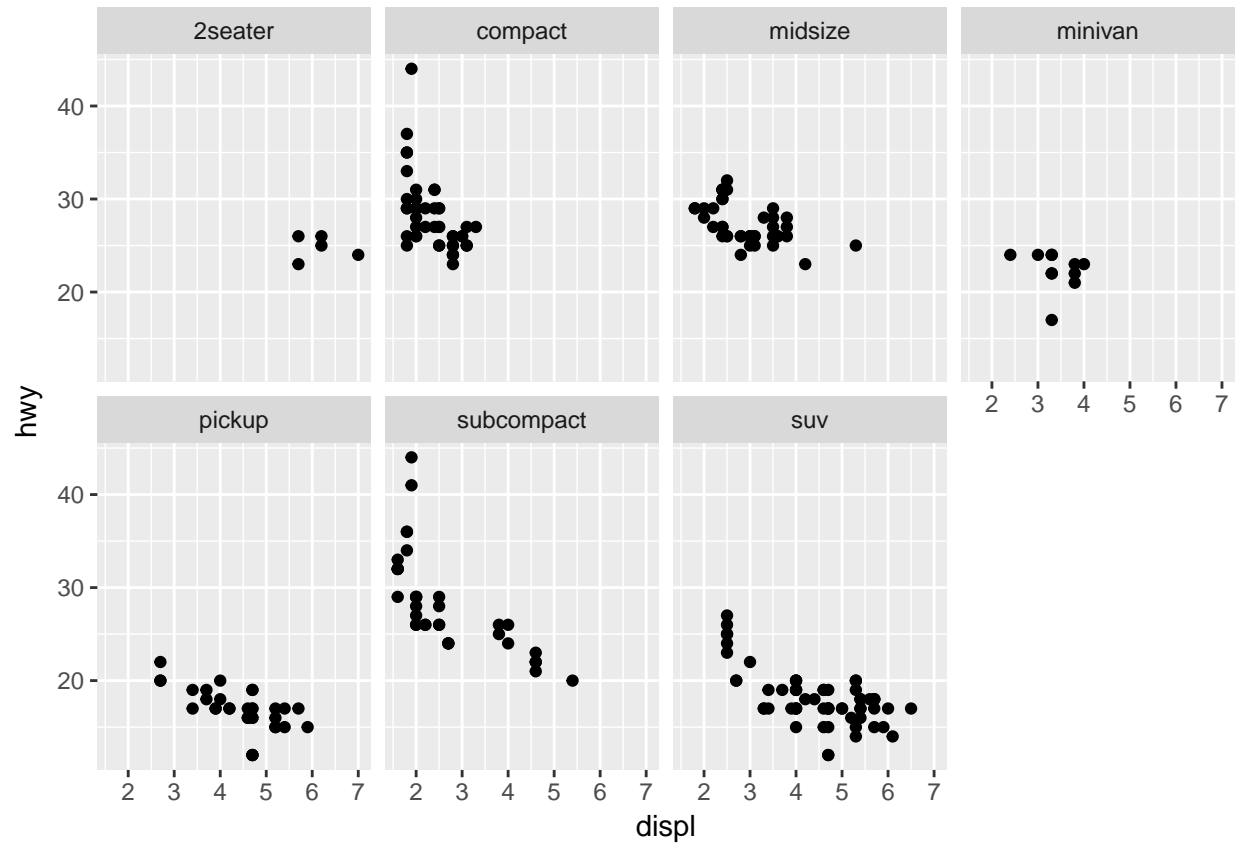 2seater compact midsize minivan
40
30
20
2 3 4 5 6 7
hwy
pickup subcompact suv
40
30
20
2 3 4 5 6 7 2 3 4 5 6 7 2 3 4 5 6 7
displ